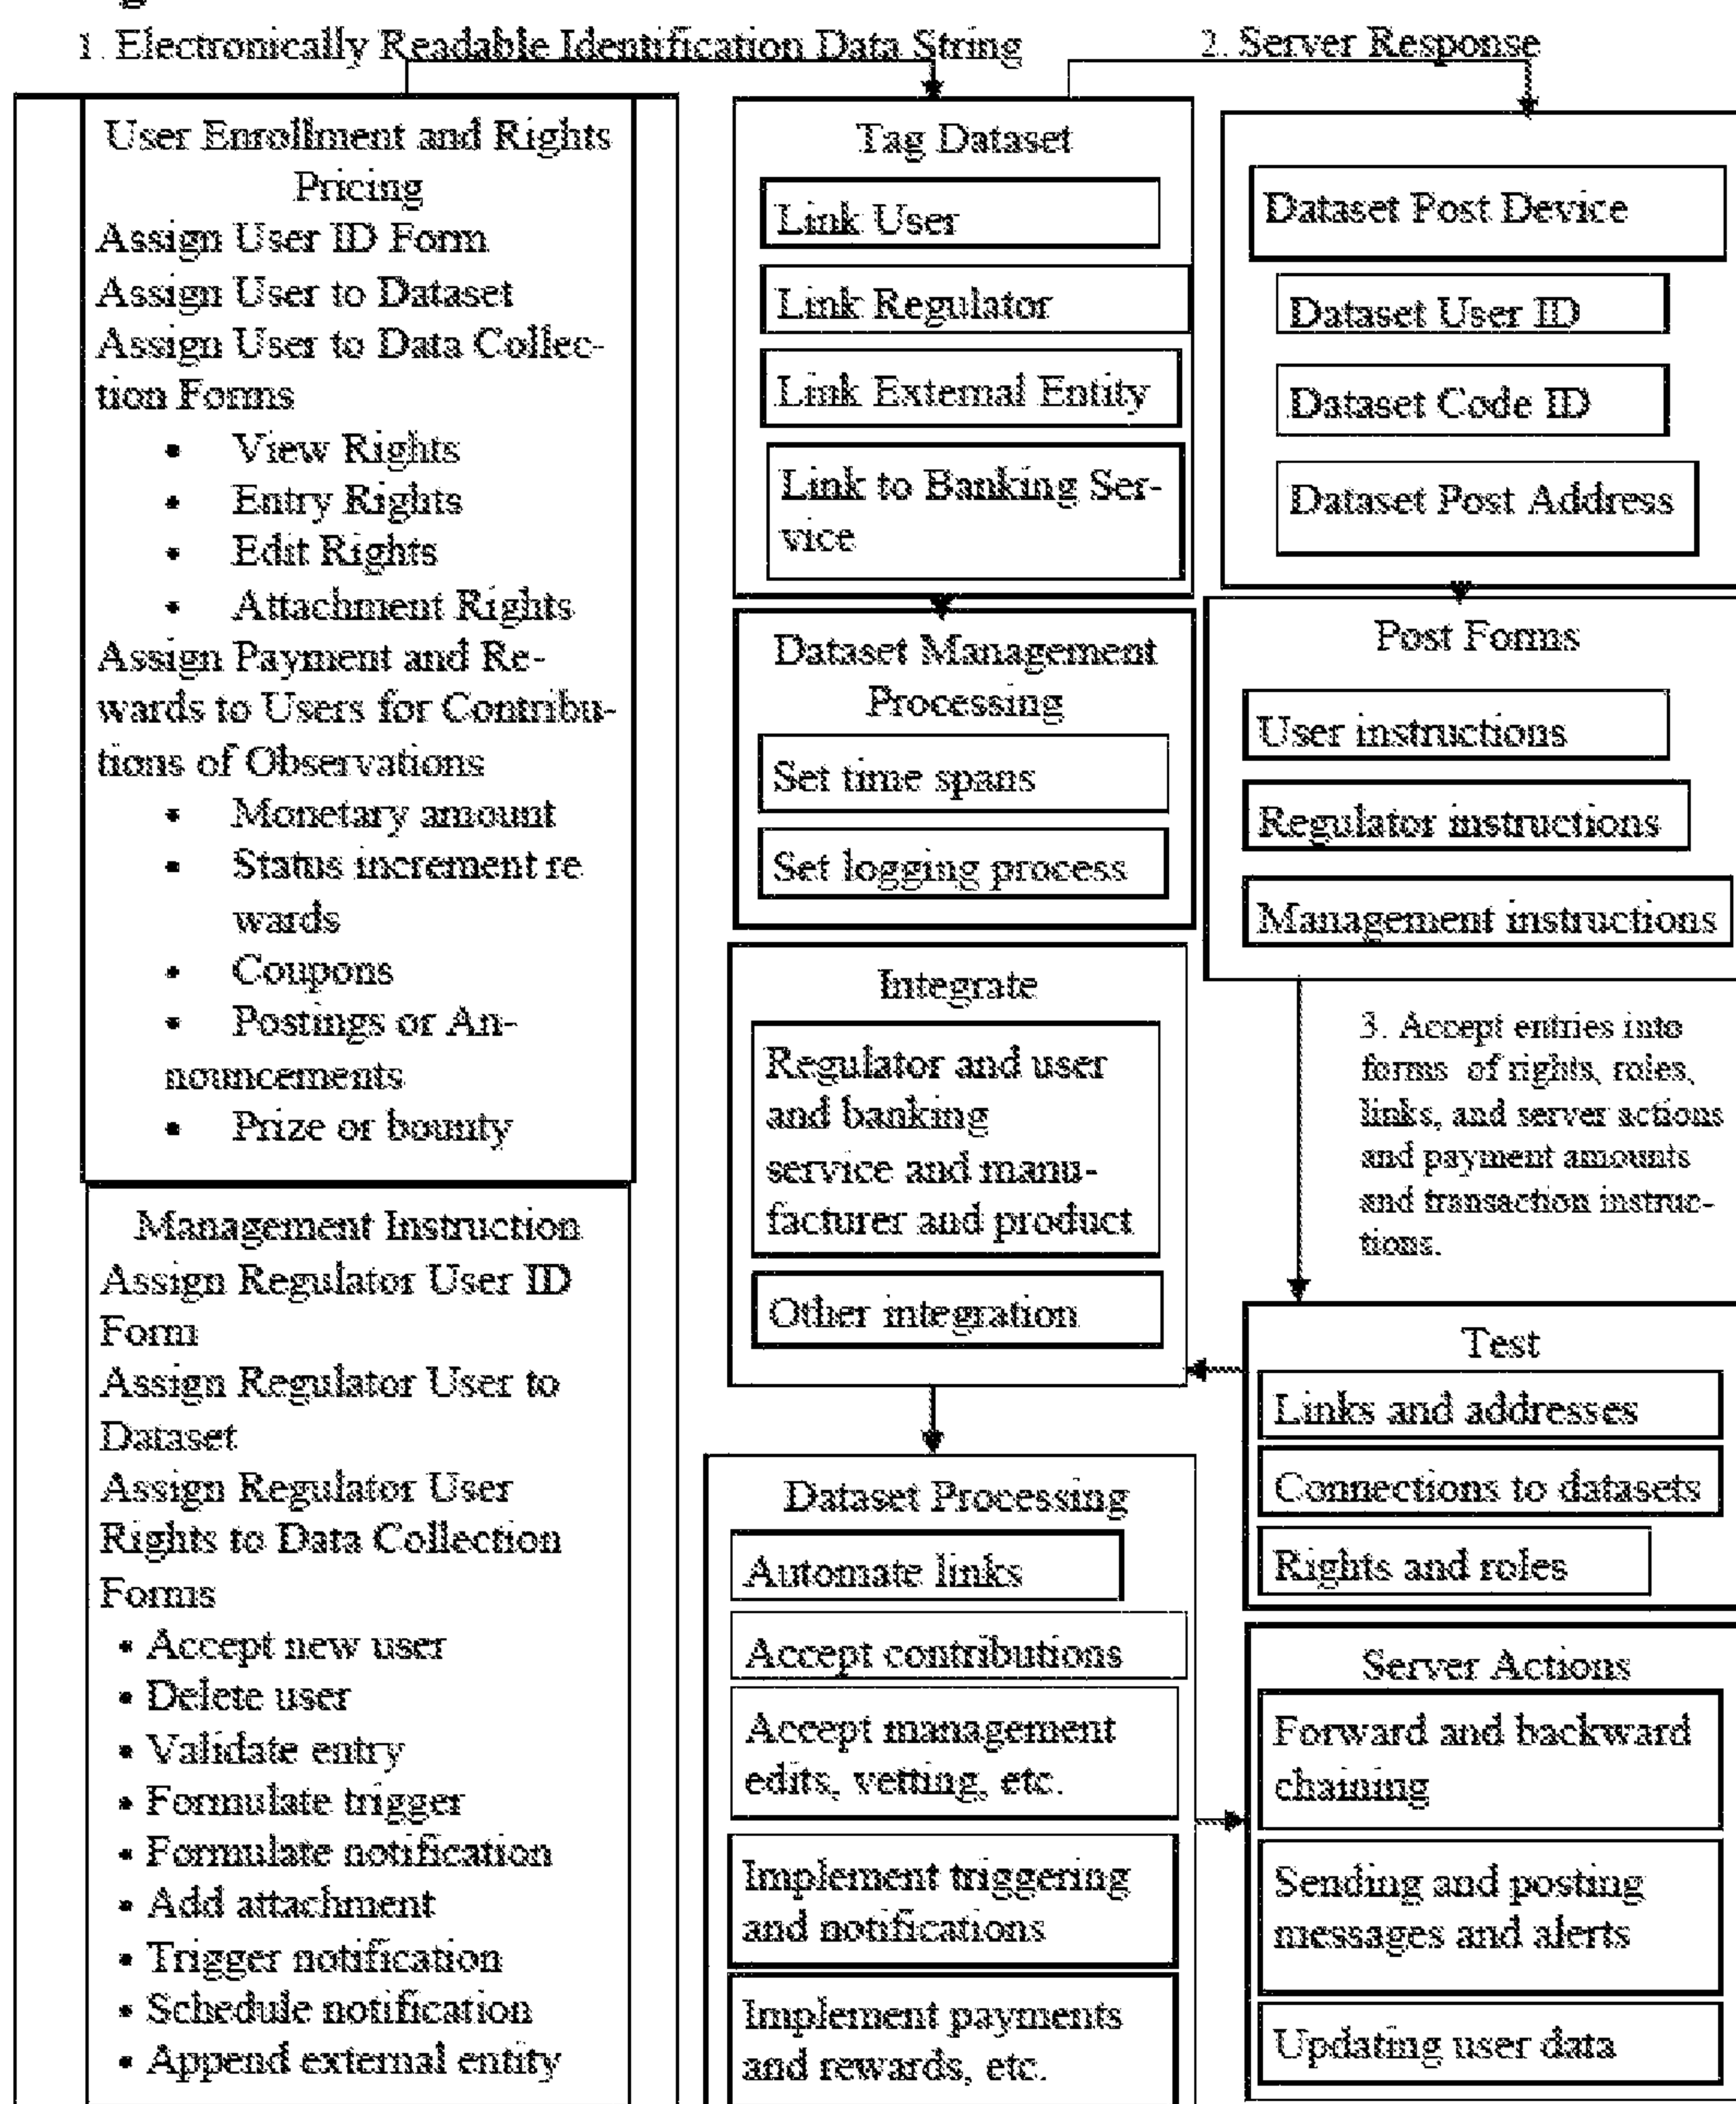 1. Electronically Readable Identification Data String
2. Server Response
User Enrollment and Rights
Pricing
Assign User ID Form
Assign User to Dataset
Assign User to Data Collec-
tion Forms
• View Rights
• Entry Rights
• Edit Rights
• Attachment Rights
Assign Payment and Re-
wards to Users for Contribu-
tions of Observations
• Monetary amount
• Status increment re
wards
• Coupons
• Postings or An-
nouncements
• Prize or bounty
Management Instruction
Assign Regulator User ID
Form
Assign Regulator User to
Dataset
Assign Regulator User
Rights to Data Collection
Forms
• Accept new user
• Delete user
• Validate entry
• Formulate trigger
• Formulate notification
• Add attachment
• Trigger notification
• Schedule notification
• Append external entity
Tag Dataset
Link User
Link Regulator
Link External Entity
Link to Banking Ser-
vice
Dataset Management
Processing
Set time spans
Set logging process
Integrate
Regulator and user
and banking
service and manu-
facturer and product
Other integration
Dataset Processing
Automate links
Accept contributions
Accept management
edits, vetting, etc.
Implement triggering
and notifications
Implement payments
and rewards, etc.
Dataset Post Device
Dataset User ID
Dataset Code ID
Dataset Post Address
Post Forms
User instructions
Regulator instructions
Management instructions
3. Accept entries into
forms of rights, roles,
links, and server actions
and payment amounts
and transaction instruc-
tions.
Test
Links and addresses
Connections to datasets
Rights and roles
Server Actions
Forward and backward
chaining
Sending and posting
messages and alerts
Updating user data